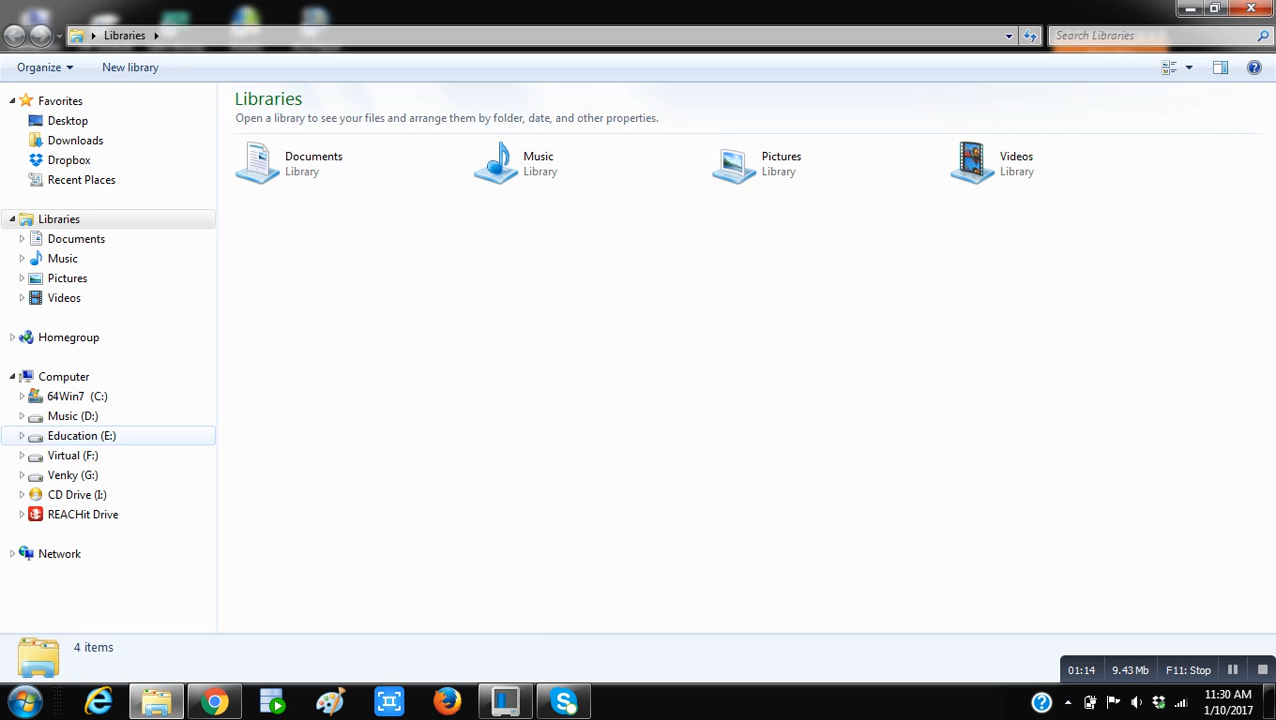 Libraries
Search Libraries
Organize
New library
Favorites
Desktop
Downloads
Dropbox
Recent Places
Libraries
Documents
Music
Pictures
Videos
Homegroup
Computer
64Win7 (C:)
Music (D:)
Education (E:)
Virtual (F:)
Venky (G:)
CD Drive (I:)
REACHit Drive
Network
Libraries
Open a library to see your files and arrange them by folder, date, and other properties.
Documents
Library
Music
Library
Pictures
Library
Videos
Library
4 items
01:14 9.43 Mb F11: Stop
11:30 AM
1/10/2017